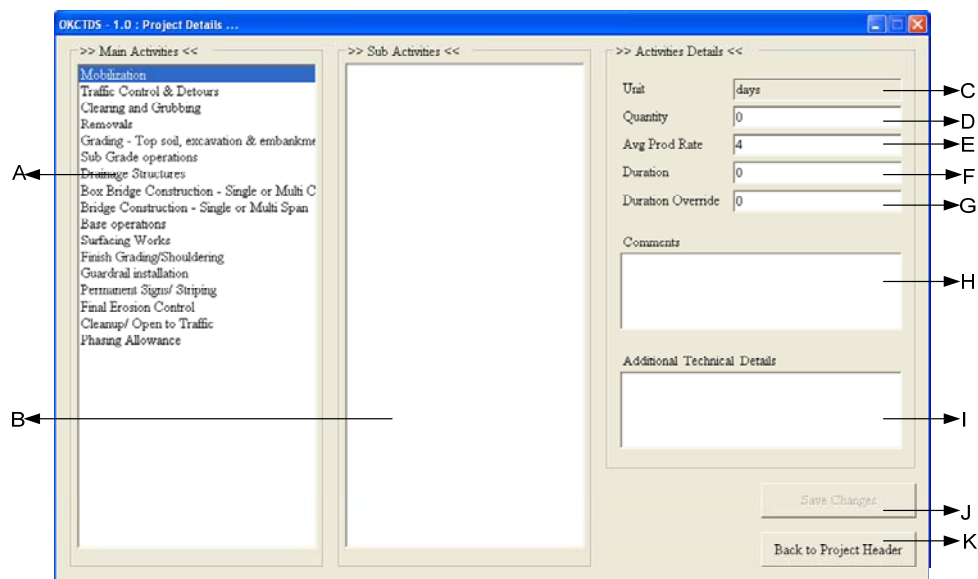 OKCTDS - 1.0 : Project Details ...
>> Main Activities <<
Mobilization
Traffic Control & Detours
Clearing and Grubbing
Removals
Grading - Top soil, excavation & embankme
Sub Grade operations
Drainage Structures
Box Bridge Construction - Single or Multi C
Bridge Construction - Single or Multi Span
Base operations
Surfacing Works
Finish Grading/Shouldering
Guardrail installation
Permanent Signs/ Striping
Final Erosion Control
Cleanup/ Open to Traffic
Phasing Allowance
>> Sub Activities <<
>> Activities Details <<
Unit days
Quantity 0
Avg Prod Rate 4
Duration 0
Duration Override 0
Comments
Additional Technical Details
Save Changes
Back to Project Header
A
B
C
D
E
F
G
H
I
J
K